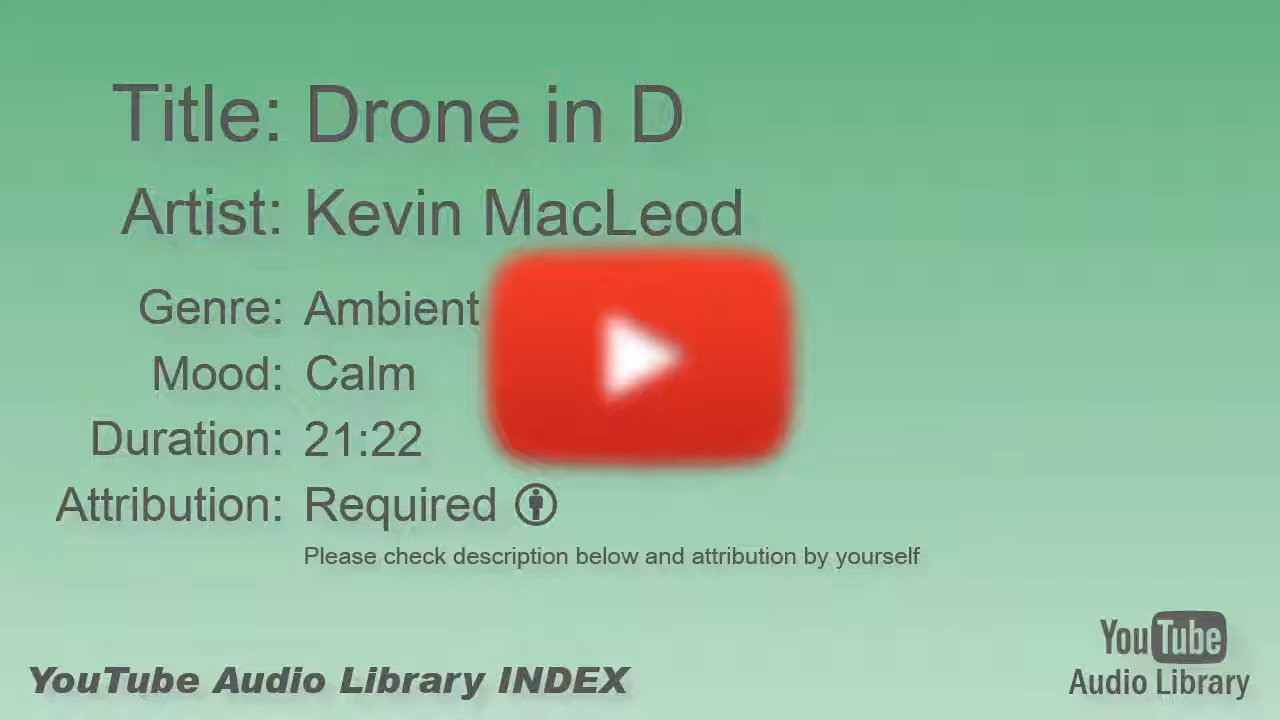 Title: Drone in D
Artist: Kevin MacLeod
Genre: Ambient
Mood: Calm
Duration: 21:22
Attribution: Required
Please check description below and attribution by yourself
YouTube
Audio Library
YouTube Audio Library INDEX